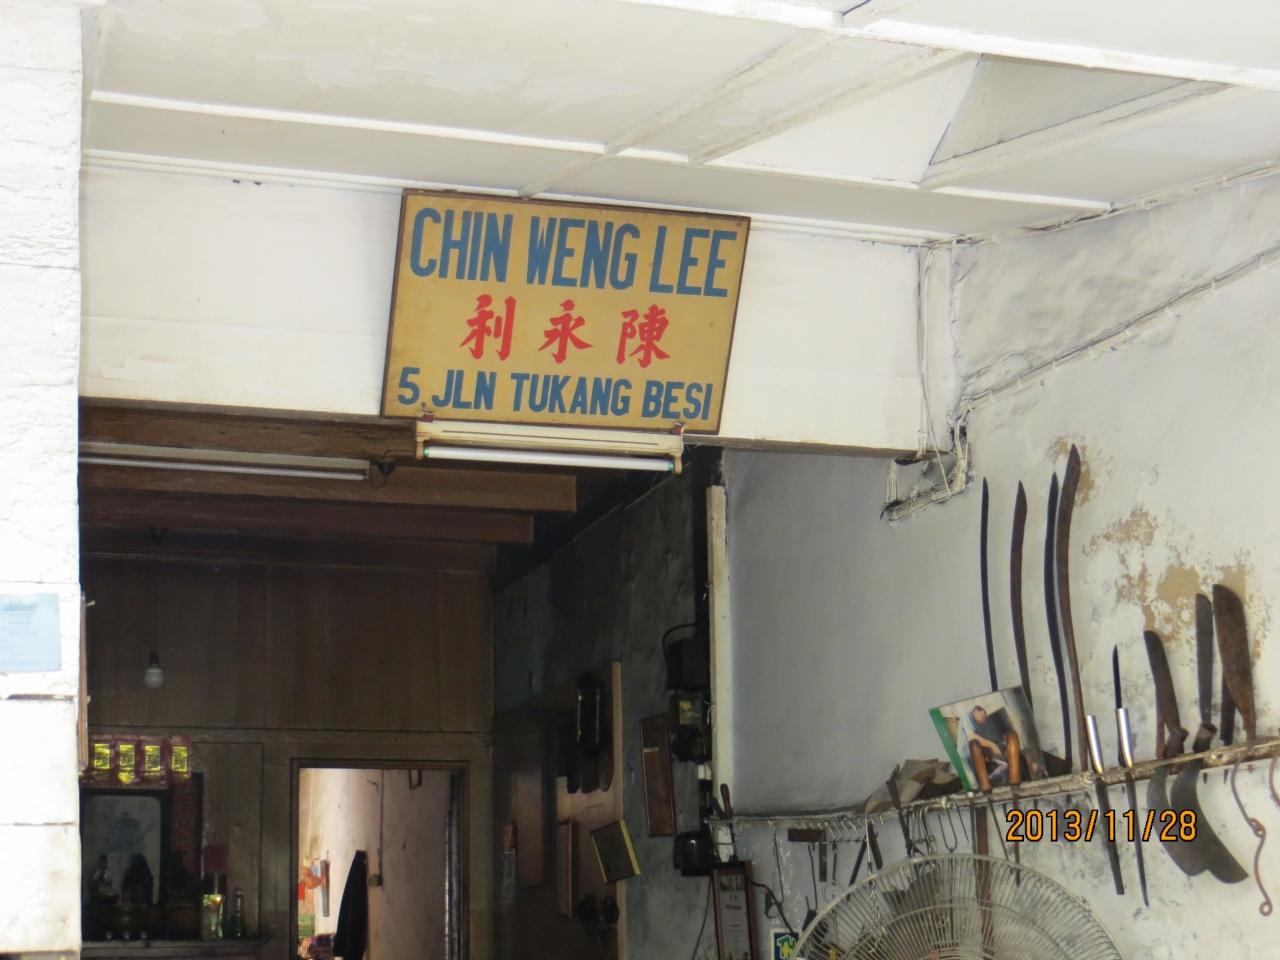 CHIN WENG LEE
利永陳
5. JLN TUKANG BESI
2013/11/28